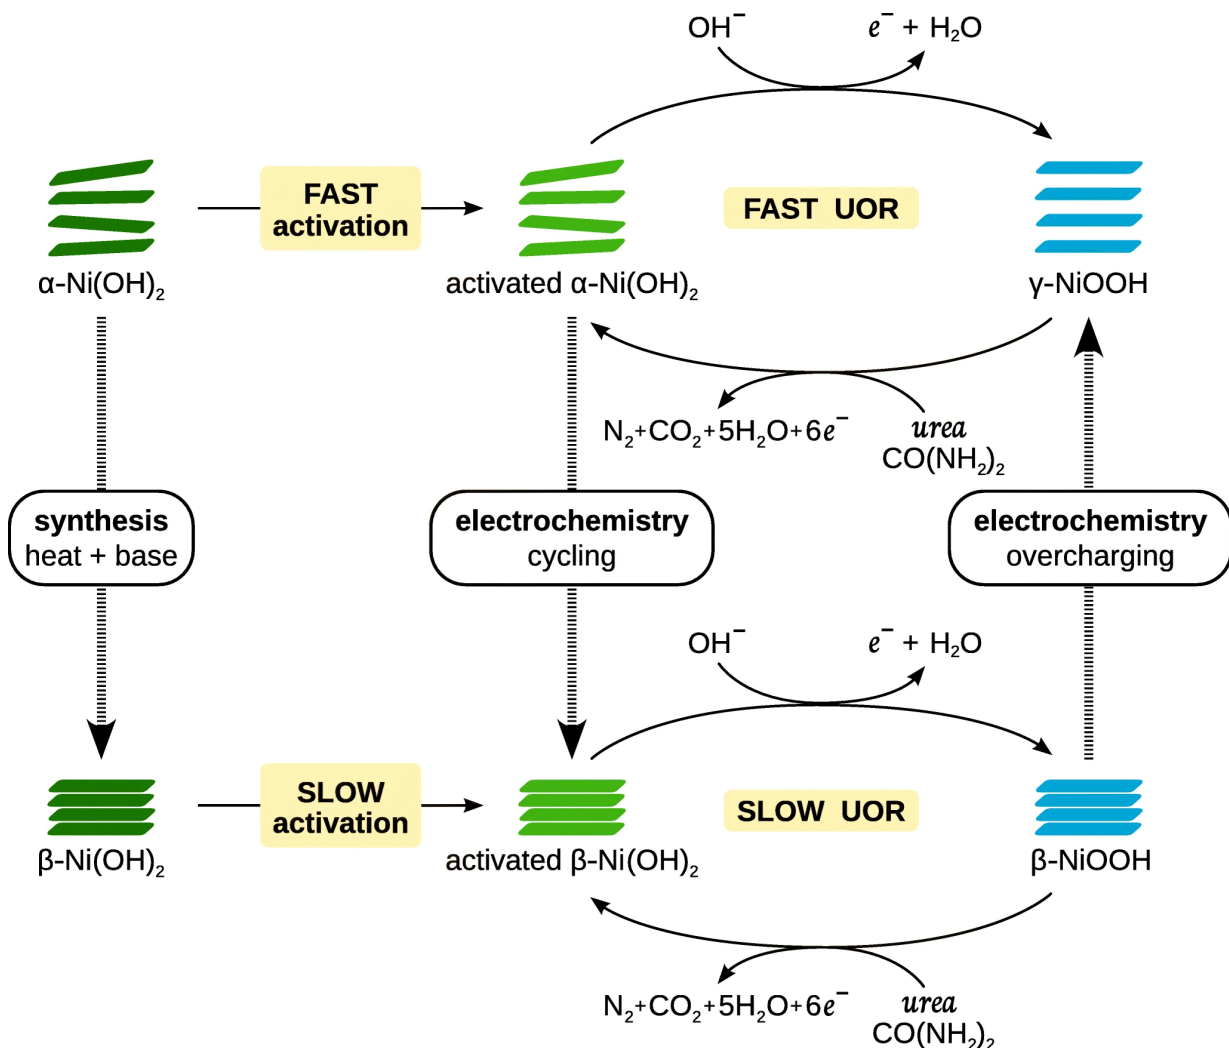 OH⁻
e⁻ + H₂O
FAST
activation
FAST UOR
α-Ni(OH)₂
activated α-Ni(OH)₂
γ-NiOOH
N₂+CO₂+5H₂O+6e⁻
urea
CO(NH₂)₂
synthesis
heat + base
electrochemistry
cycling
electrochemistry
overcharging
OH⁻
e⁻ + H₂O
SLOW
activation
SLOW UOR
β-Ni(OH)₂
activated β-Ni(OH)₂
β-NiOOH
N₂+CO₂+5H₂O+6e⁻
urea
CO(NH₂)₂